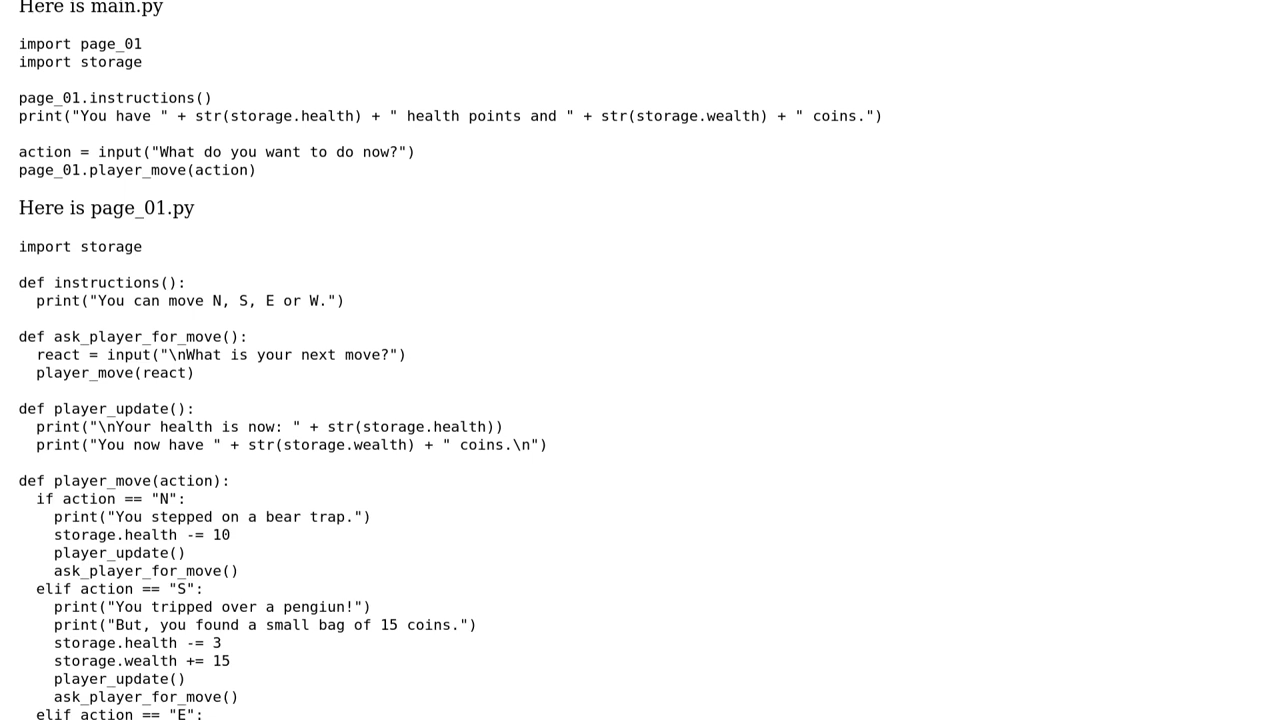 Here is main.py
import page_01
import storage
page_01.instructions()
print("You have " + str(storage.health) + " health points and " + str(storage.wealth) + " coins.")
action = input("What do you want to do now?")
page_01.player_move(action)
Here is page_01.py
import storage
def instructions():
  print("You can move N, S, E or W.")
def ask_player_for_move():
  react = input("\nWhat is your next move?")
  player_move(react)
def player_update():
  print("\nYour health is now: " + str(storage.health))
  print("You now have " + str(storage.wealth) + " coins.\n")
def player_move(action):
  if action == "N":
    print("You stepped on a bear trap.")
    storage.health -= 10
    player_update()
    ask_player_for_move()
  elif action == "S":
    print("You tripped over a pengiun!")
    print("But, you found a small bag of 15 coins.")
    storage.health -= 3
    storage.wealth += 15
    player_update()
    ask_player_for_move()
  elif action == "E":